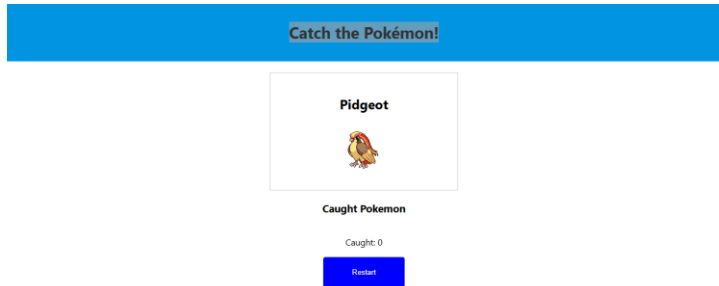 Catch the Pokémon!
Pidgeot
Caught Pokemon
Caught: 0
Restart